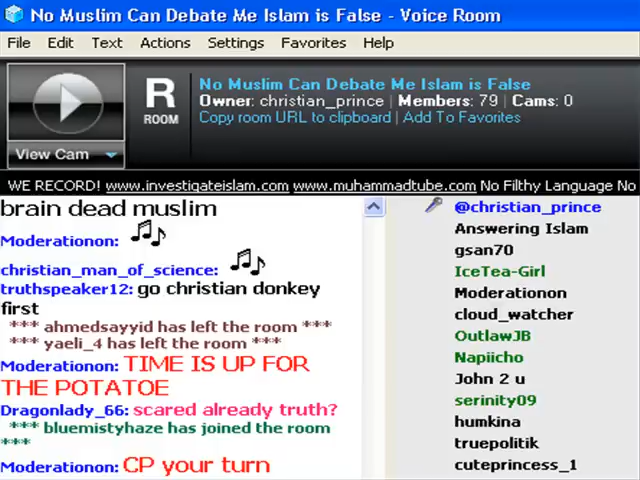 No Muslim Can Debate Me Islam is False - Voice Room
File Edit Text Actions Settings Favorites Help
No Muslim Can Debate Me Islam is False
Owner: christian_prince | Members: 79 | Cams: 0
Copy room URL to clipboard | Add To Favorites
R
ROOM
View Cam
WE RECORD! www.investigateislam.com www.muhammadtube.com No Filthy Language No
brain dead muslim
Moderationon:
christian_man_of_science:
truthspeaker12: go christian donkey
first
*** ahmedsayyid has left the room ***
*** yaeli_4 has left the room ***
Moderationon: TIME IS UP FOR
THE POTATOE
Dragonlady_66: scared already truth?
*** bluemistyhaze has joined the room
***
Moderationon: CP your turn
@christian_prince
Answering Islam
gsan70
IceTea-Girl
Moderationon
cloud_watcher
OutlawJB
Napiicho
John 2 u
serinity09
humkina
truepolitik
cuteprincess_1